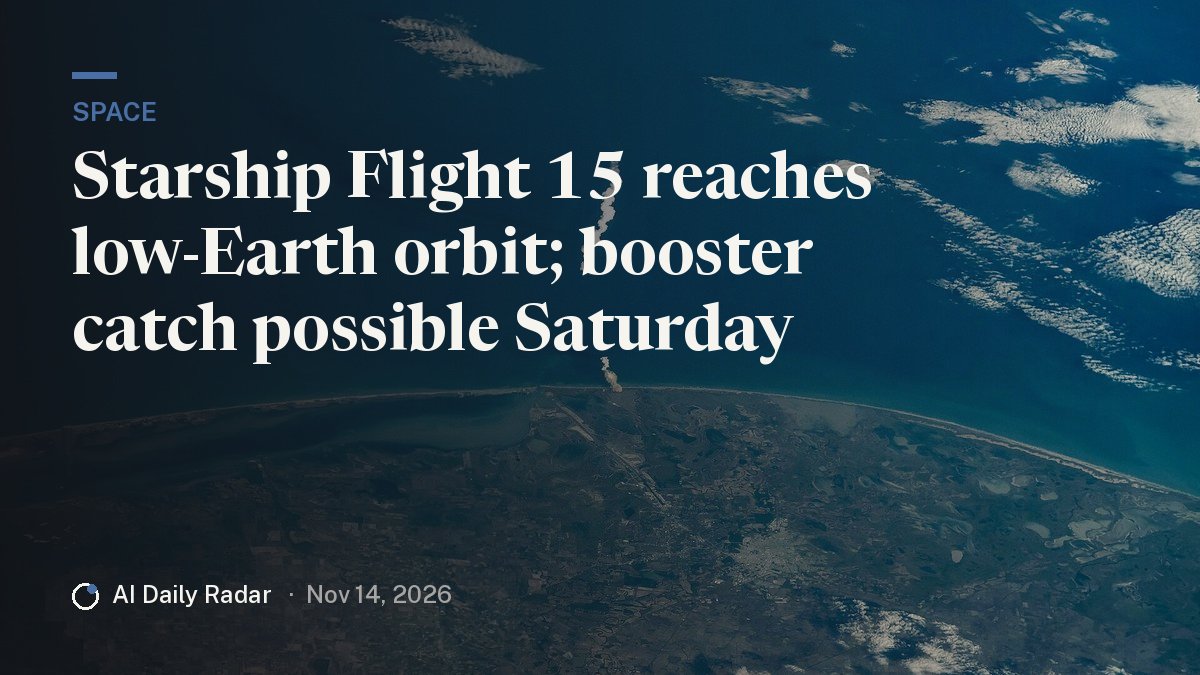 SPACE
Starship Flight 15 reaches
low-Earth orbit; booster
catch possible Saturday
AI Daily Radar · Nov 14, 2026